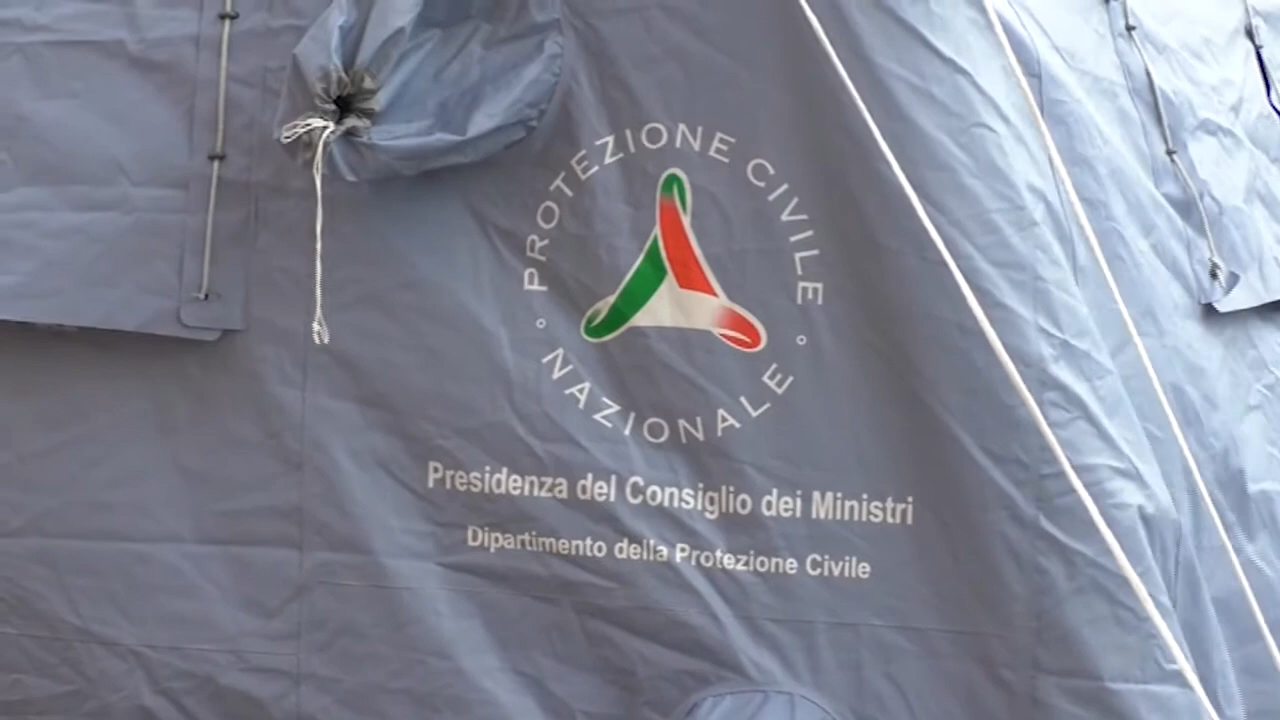 PROTEZIONE CIVILE
NAZIONALE
Presidenza del Consiglio dei Ministri
Dipartimento della Protezione Civile